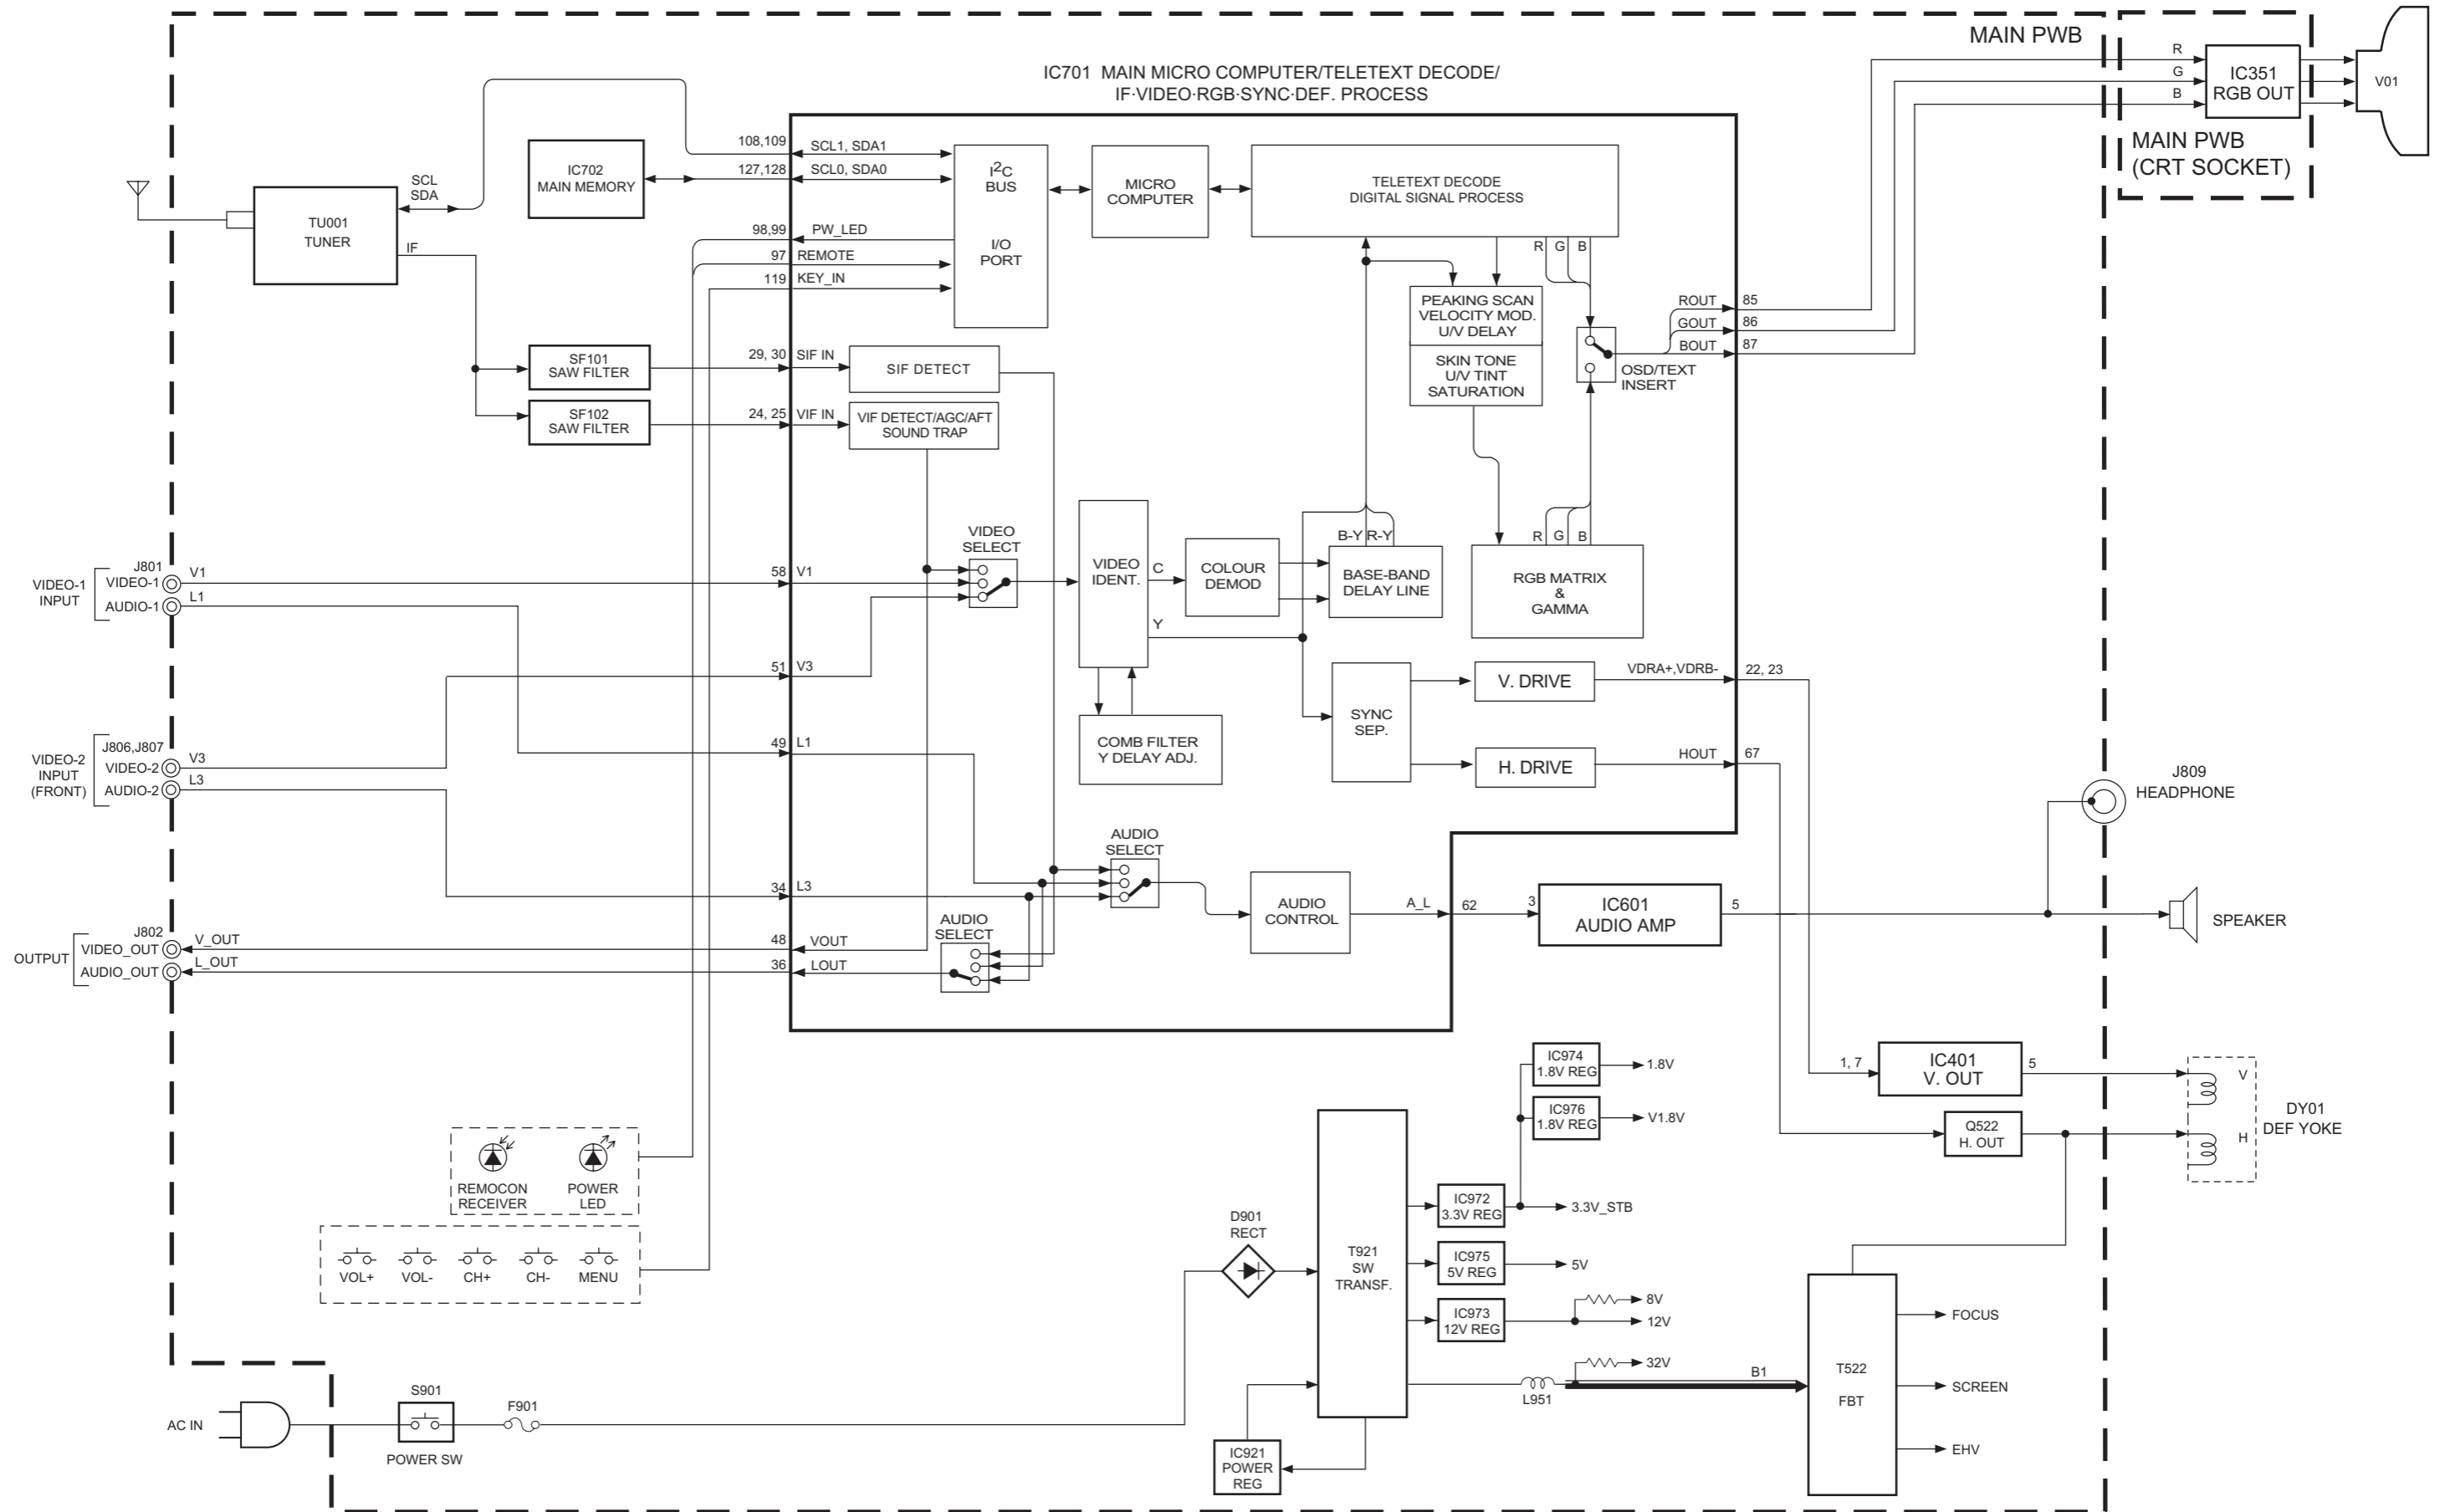 MAIN PWB
IC701 MAIN MICRO COMPUTER/TELETEXT DECODE/
IF·VIDEO·RGB·SYNC·DEF. PROCESS
R
G
B
IC351
RGB OUT
V01
MAIN PWB
(CRT SOCKET)
TU001
TUNER
SCL
SDA
IF
IC702
MAIN MEMORY
108,109
SCL1, SDA1
127,128
SCL0, SDA0
98,99
PW_LED
97
REMOTE
119
KEY_IN
I2C
BUS
I/O
PORT
MICRO
COMPUTER
TELETEXT DECODE
DIGITAL SIGNAL PROCESS
R
G
B
PEAKING SCAN
VELOCITY MOD.
U/V DELAY
SKIN TONE
U/V TINT
SATURATION
OSD/TEXT
INSERT
ROUT
85
GOUT
86
BOUT
87
SF101
SAW FILTER
29, 30
SIF IN
SIF DETECT
SF102
SAW FILTER
24, 25
VIF IN
VIF DETECT/AGC/AFT
SOUND TRAP
VIDEO
SELECT
VIDEO
IDENT.
C
Y
COLOUR
DEMOD
B-Y
R-Y
BASE-BAND
DELAY LINE
R
G
B
RGB MATRIX
&
GAMMA
VIDEO-1
INPUT
J801
VIDEO-1
AUDIO-1
V1
L1
58
V1
51
V3
VIDEO-2
INPUT
(FRONT)
J806,J807
VIDEO-2
AUDIO-2
V3
L3
49
L1
34
L3
COMB FILTER
Y DELAY ADJ.
SYNC
SEP.
V. DRIVE
VDRA+,VDRB-
22, 23
H. DRIVE
HOUT
67
J809
HEADPHONE
AUDIO
SELECT
AUDIO
CONTROL
A_L
62
3
IC601
AUDIO AMP
5
SPEAKER
OUTPUT
J802
VIDEO_OUT
AUDIO_OUT
V_OUT
L_OUT
48
VOUT
36
LOUT
AUDIO
SELECT
IC974
1.8V REG
1.8V
IC976
1.8V REG
V1.8V
1, 7
IC401
V. OUT
5
V
H
DY01
DEF YOKE
Q522
H. OUT
REMOCON
RECEIVER
POWER
LED
VOL+
VOL-
CH+
CH-
MENU
D901
RECT
T921
SW
TRANSF.
IC972
3.3V REG
3.3V_STB
IC975
5V REG
5V
IC973
12V REG
8V
12V
32V
L951
B1
T522
FBT
FOCUS
SCREEN
EHV
AC IN
S901
POWER SW
F901
IC921
POWER
REG